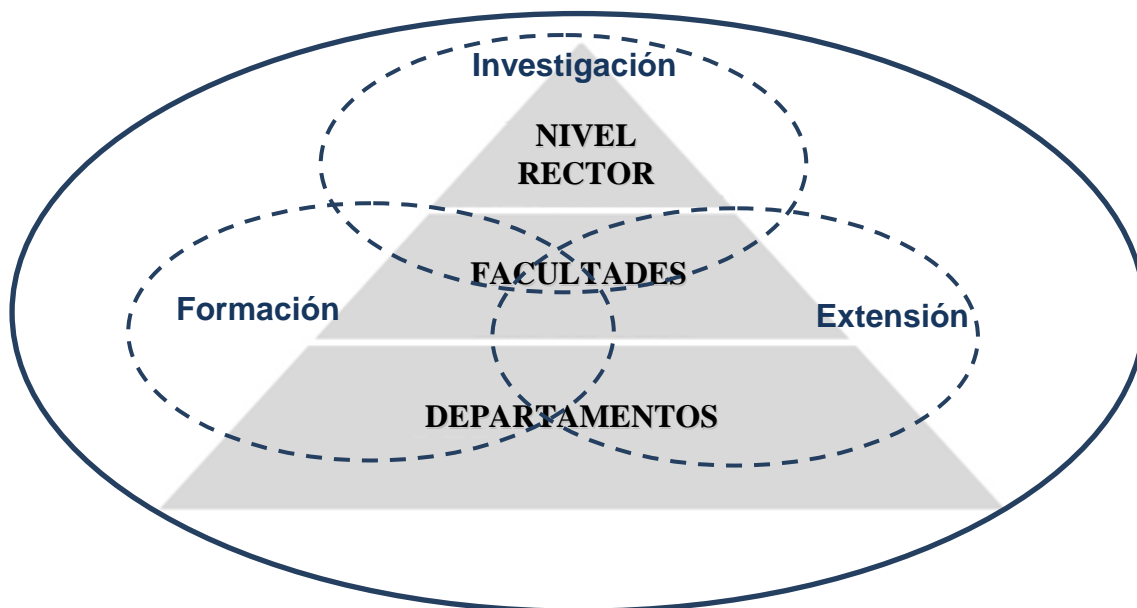 Investigación
NIVEL
RECTOR
FACULTADES
Formación
Extensión
DEPARTAMENTOS